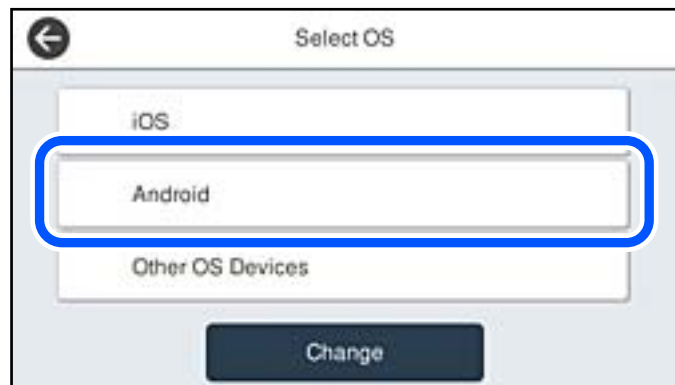 Select OS
iOS
Android
Other OS Devices
Change